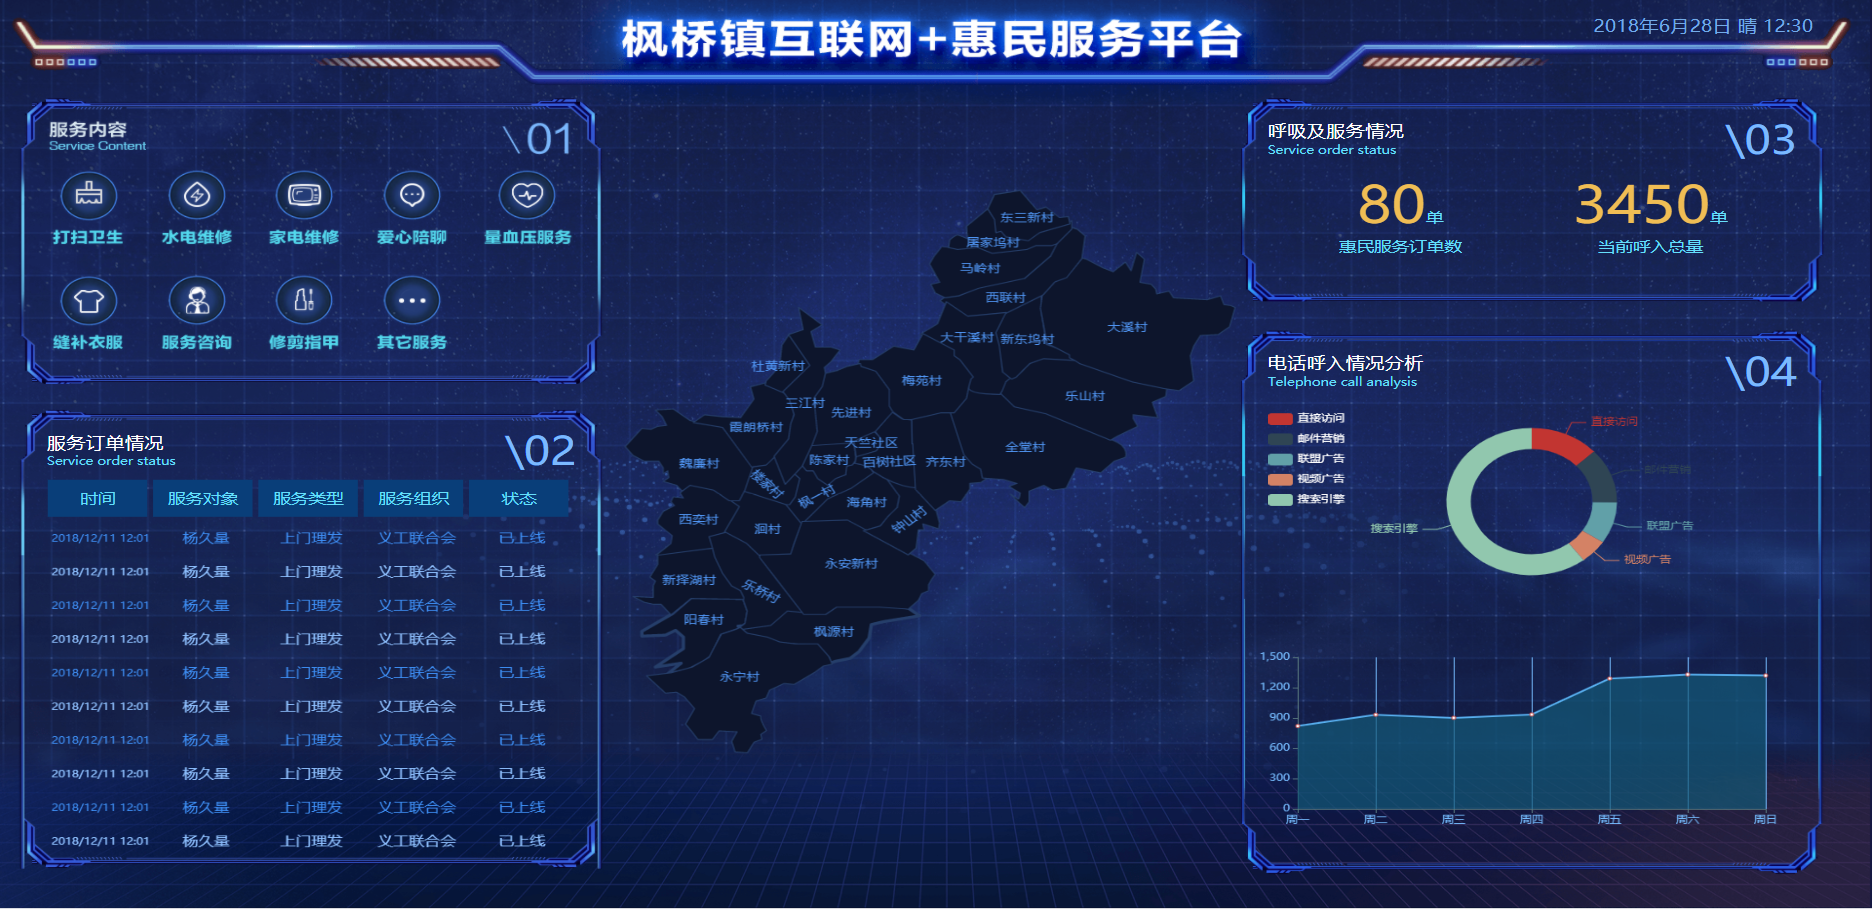 枫桥镇互联网+惠民服务平台
2018年6月28日 晴 12:30
服务内容
Service Content
\01
打扫卫生 水电维修 家电维修 爱心陪聊 量血压服务
缝补衣服 服务咨询 修剪指甲 其它服务
服务订单情况
Service order status
\02
时间 服务对象 服务类型 服务组织 状态
2018/12/11 12:01 杨久量 上门理发 义工联合会 已上线
2018/12/11 12:01 杨久量 上门理发 义工联合会 已上线
2018/12/11 12:01 杨久量 上门理发 义工联合会 已上线
2018/12/11 12:01 杨久量 上门理发 义工联合会 已上线
2018/12/11 12:01 杨久量 上门理发 义工联合会 已上线
2018/12/11 12:01 杨久量 上门理发 义工联合会 已上线
2018/12/11 12:01 杨久量 上门理发 义工联合会 已上线
2018/12/11 12:01 杨久量 上门理发 义工联合会 已上线
2018/12/11 12:01 杨久量 上门理发 义工联合会 已上线
2018/12/11 12:01 杨久量 上门理发 义工联合会 已上线
东三新村
屠家坞村
马岭村
西联村
大溪村
大干溪村 新东坞村
杜黄新村
梅苑村
乐山村
三江村
先进村
霞朗桥村
天竺社区
全堂村
陈家村 百树社区 齐东村
魏廉村
楼家村
枫一村
海角村
钟山村
西奕村
洄村
永安新村
新择湖村
乐桥村
阳春村
枫源村
永宁村
呼吸及服务情况
Service order status
\03
80单
惠民服务订单数
3450单
当前呼入总量
电话呼入情况分析
Telephone call analysis
\04
直接访问
邮件营销
联盟广告
视频广告
搜索引擎
直接访问
邮件营销
联盟广告
视频广告
搜索引擎
1,500
1,200
900
600
300
0
周一 周二 周三 周四 周五 周六 周日